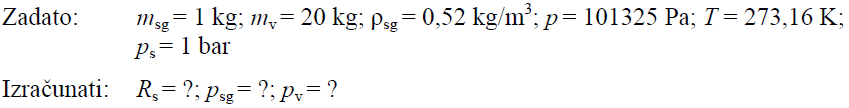 Zadato: m_sg = 1 kg; m_v = 20 kg; ρ_sg = 0,52 kg/m³; p = 101325 Pa; T = 273,16 K;
p_s = 1 bar
Izračunati: R_s = ?; p_sg = ?; p_v = ?